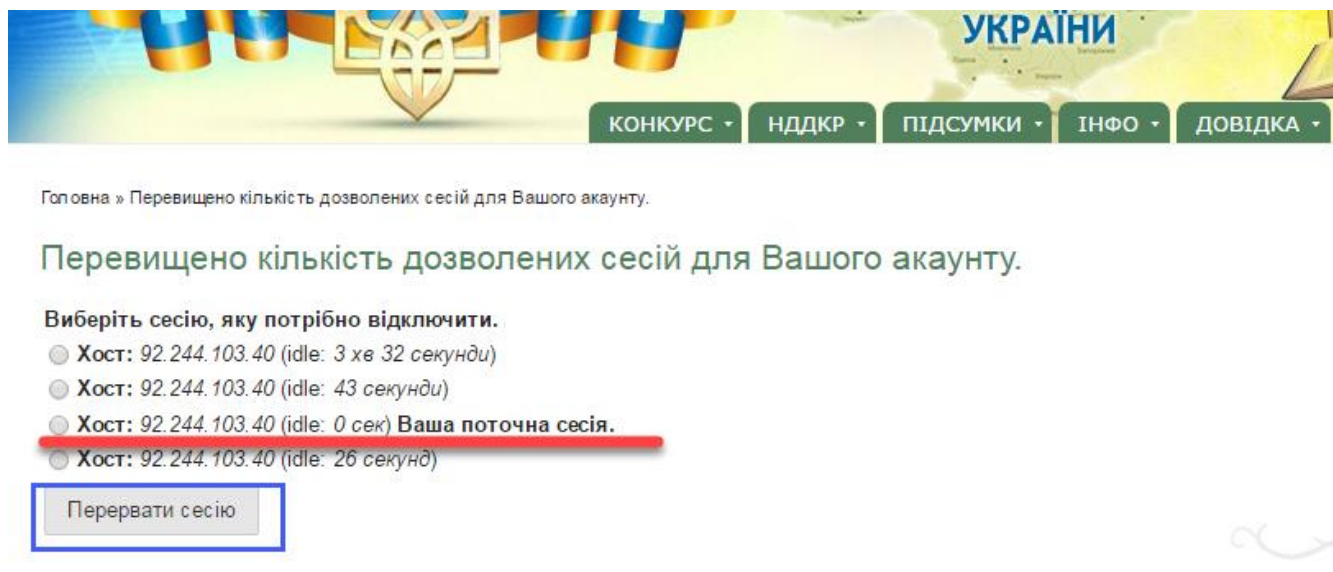 УКРАЇНИ
КОНКУРС НДДКР ПІДСУМКИ ІНФО ДОВІДКА
Головна » Перевищено кількість дозволених сесій для Вашого акаунту.
Перевищено кількість дозволених сесій для Вашого акаунту.
Виберіть сесію, яку потрібно відключити.
Хост: 92.244.103.40 (idle: 3 хв 32 секунди)
Хост: 92.244.103.40 (idle: 43 секунди)
Хост: 92.244.103.40 (idle: 0 сек) Ваша поточна сесія.
Хост: 92.244.103.40 (idle: 26 секунд)
Перервати сесію